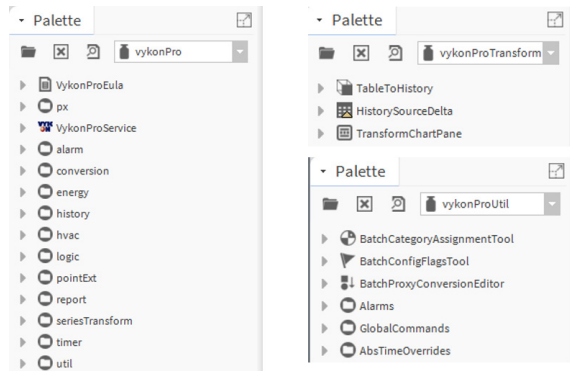 Palette
vykonPro
VykonProEula
px
VykonProService
alarm
conversion
energy
history
hvac
logic
pointExt
report
seriesTransform
timer
util
Palette
vykonProTransform
TableToHistory
HistorySourceDelta
TransformChartPane
Palette
vykonProUtil
BatchCategoryAssignmentTool
BatchConfigFlagsTool
BatchProxyConversionEditor
Alarms
GlobalCommands
AbsTimeOverrides